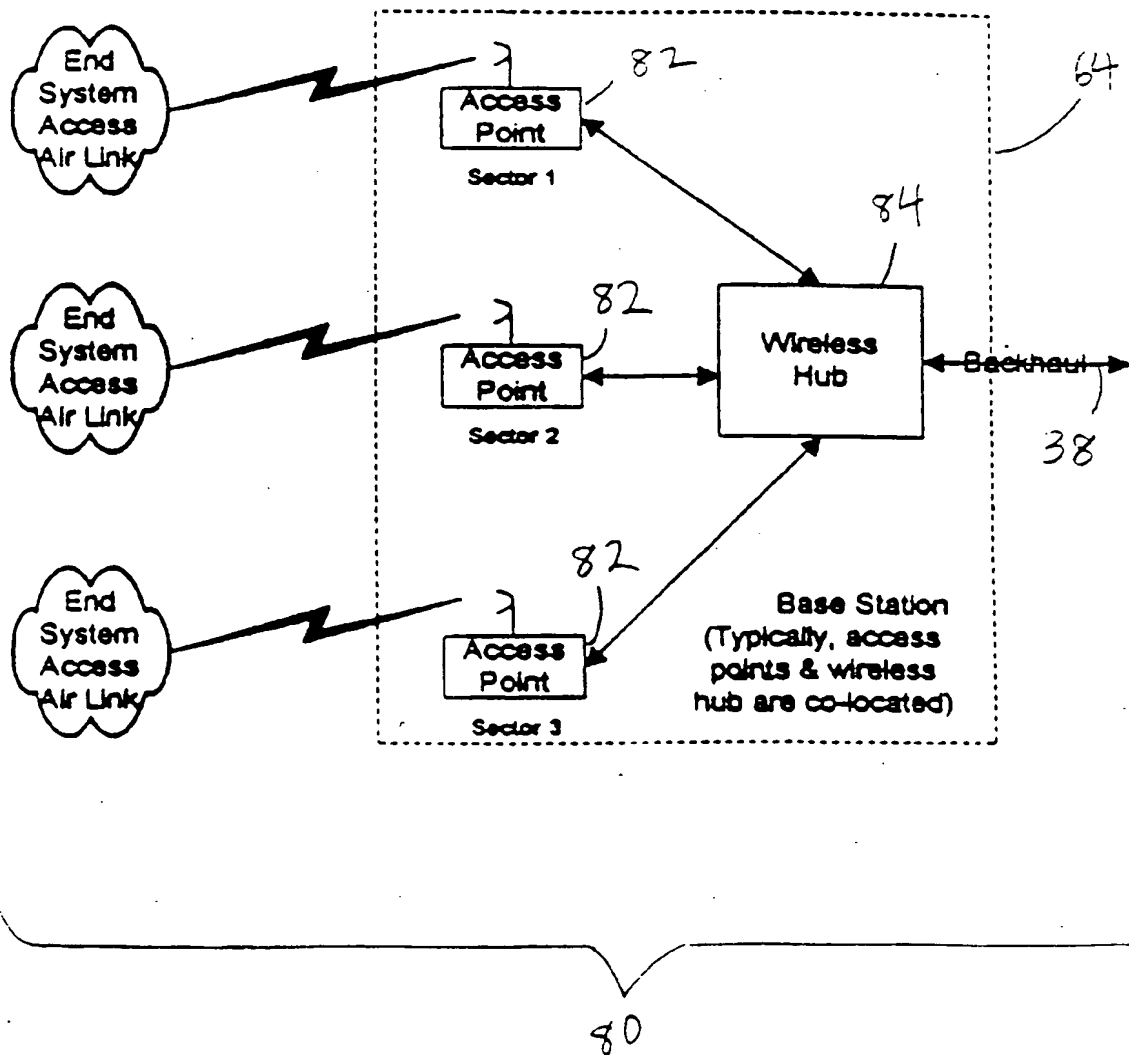 End
System
Access
Air Link
Access
Point
Sector 1
82
64
84
End
System
Access
Air Link
Access
Point
Sector 2
82
Wireless
Hub
Backhaul
38
End
System
Access
Air Link
Access
Point
Sector 3
82
Base Station
(Typically, access
points & wireless
hub are co-located)
80